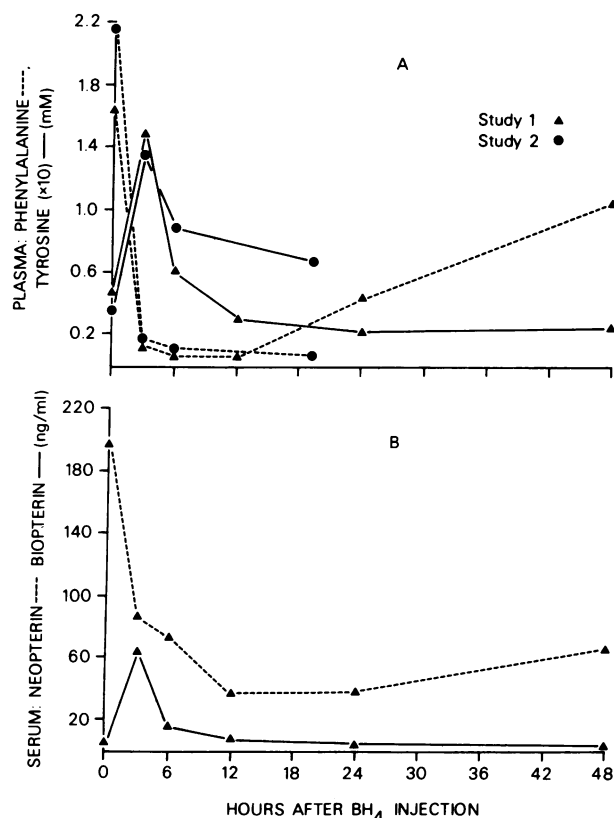 2.2
1.8
1.4
1.0
0.6
0.2
PLASMA: PHENYLALANINE ----,
TYROSINE (×10) — (mM)
A
Study 1 ▲
Study 2 ●
220
180
140
100
60
20
SERUM: NEOPTERIN ---- BIOPTERIN — (ng/ml)
B
0 6 12 18 24 30 36 42 48
HOURS AFTER BH4 INJECTION